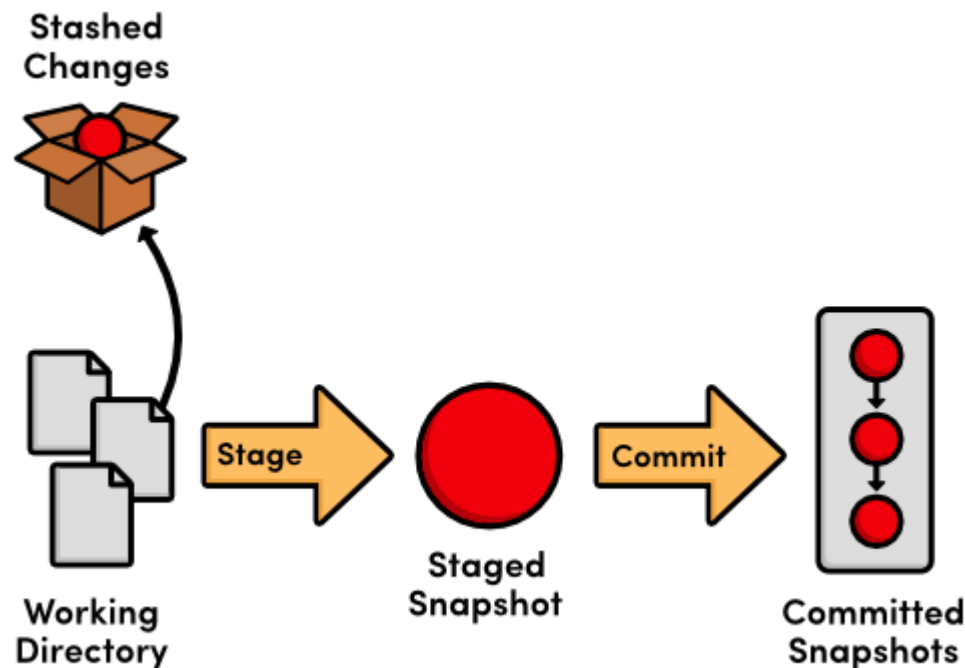 Stashed
Changes
Stage
Commit
Staged
Snapshot
Working
Directory
Committed
Snapshots